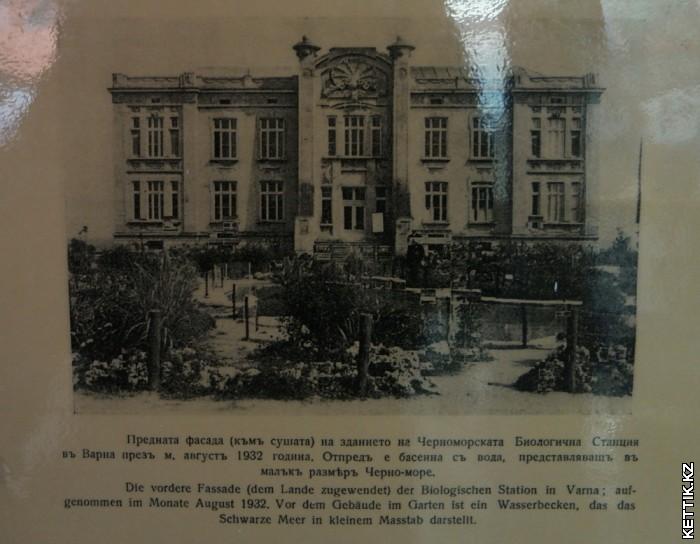 Предната фасада (къмъ сушата) на зданието на Черноморската Биологична Станция
въ Варна презъ м. августъ 1932 година. Отпредъ е басенна съ вода, представляващъ въ
малъкъ размѣръ Черно-море.
Die vordere Fassade (dem Lande zugewendet) der Biologischen Station in Varna; auf-
genommen im Monate August 1932. Vor dem Gebäude im Garten ist ein Wasserbecken, das das
Schwarze Meer in kleinem Masstab darstellt.
KETTIK.KZ